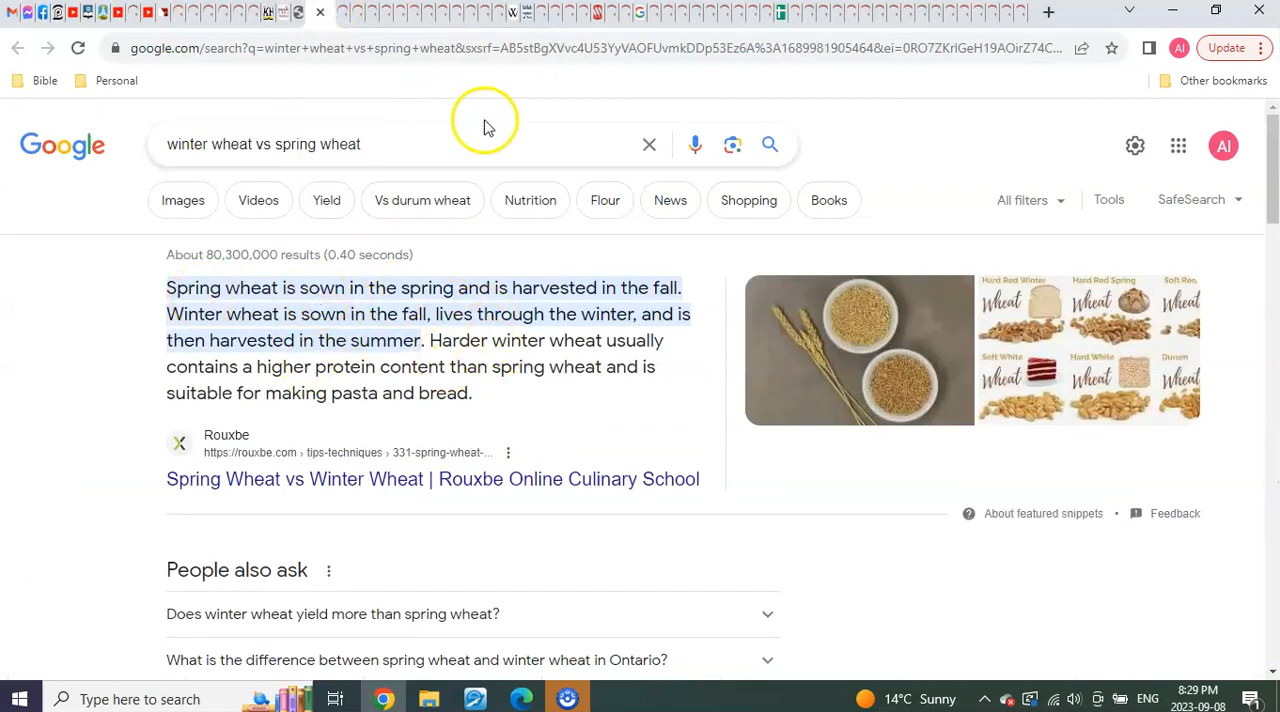 google.com/search?q=winter+wheat+vs+spring+wheat&sxsrf=AB5stBgXVvc4U53YyVAOFUvmkDDp53Ez6A%3A1689981905464&ei=0RO7ZKrlGeH19AOirZ74ZC...
AI
Update
Bible
Personal
Other bookmarks
Google
winter wheat vs spring wheat
AI
Images
Videos
Yield
Vs durum wheat
Nutrition
Flour
News
Shopping
Books
All filters
Tools
SafeSearch
About 80,300,000 results (0.40 seconds)
Spring wheat is sown in the spring and is harvested in the fall.
Winter wheat is sown in the fall, lives through the winter, and is
then harvested in the summer. Harder winter wheat usually
contains a higher protein content than spring wheat and is
suitable for making pasta and bread.
Hard Red Winter
Wheat
Hard Red Spring
Wheat
Soft Red
Wheat
Soft White
Wheat
Hard White
Wheat
Durum
Rouxbe
https://rouxbe.com › tips-techniques › 331-spring-wheat-...
Spring Wheat vs Winter Wheat | Rouxbe Online Culinary School
About featured snippets
•
Feedback
People also ask
Does winter wheat yield more than spring wheat?
What is the difference between spring wheat and winter wheat in Ontario?
Type here to search
14°C Sunny
ENG
8:29 PM
2023-09-08